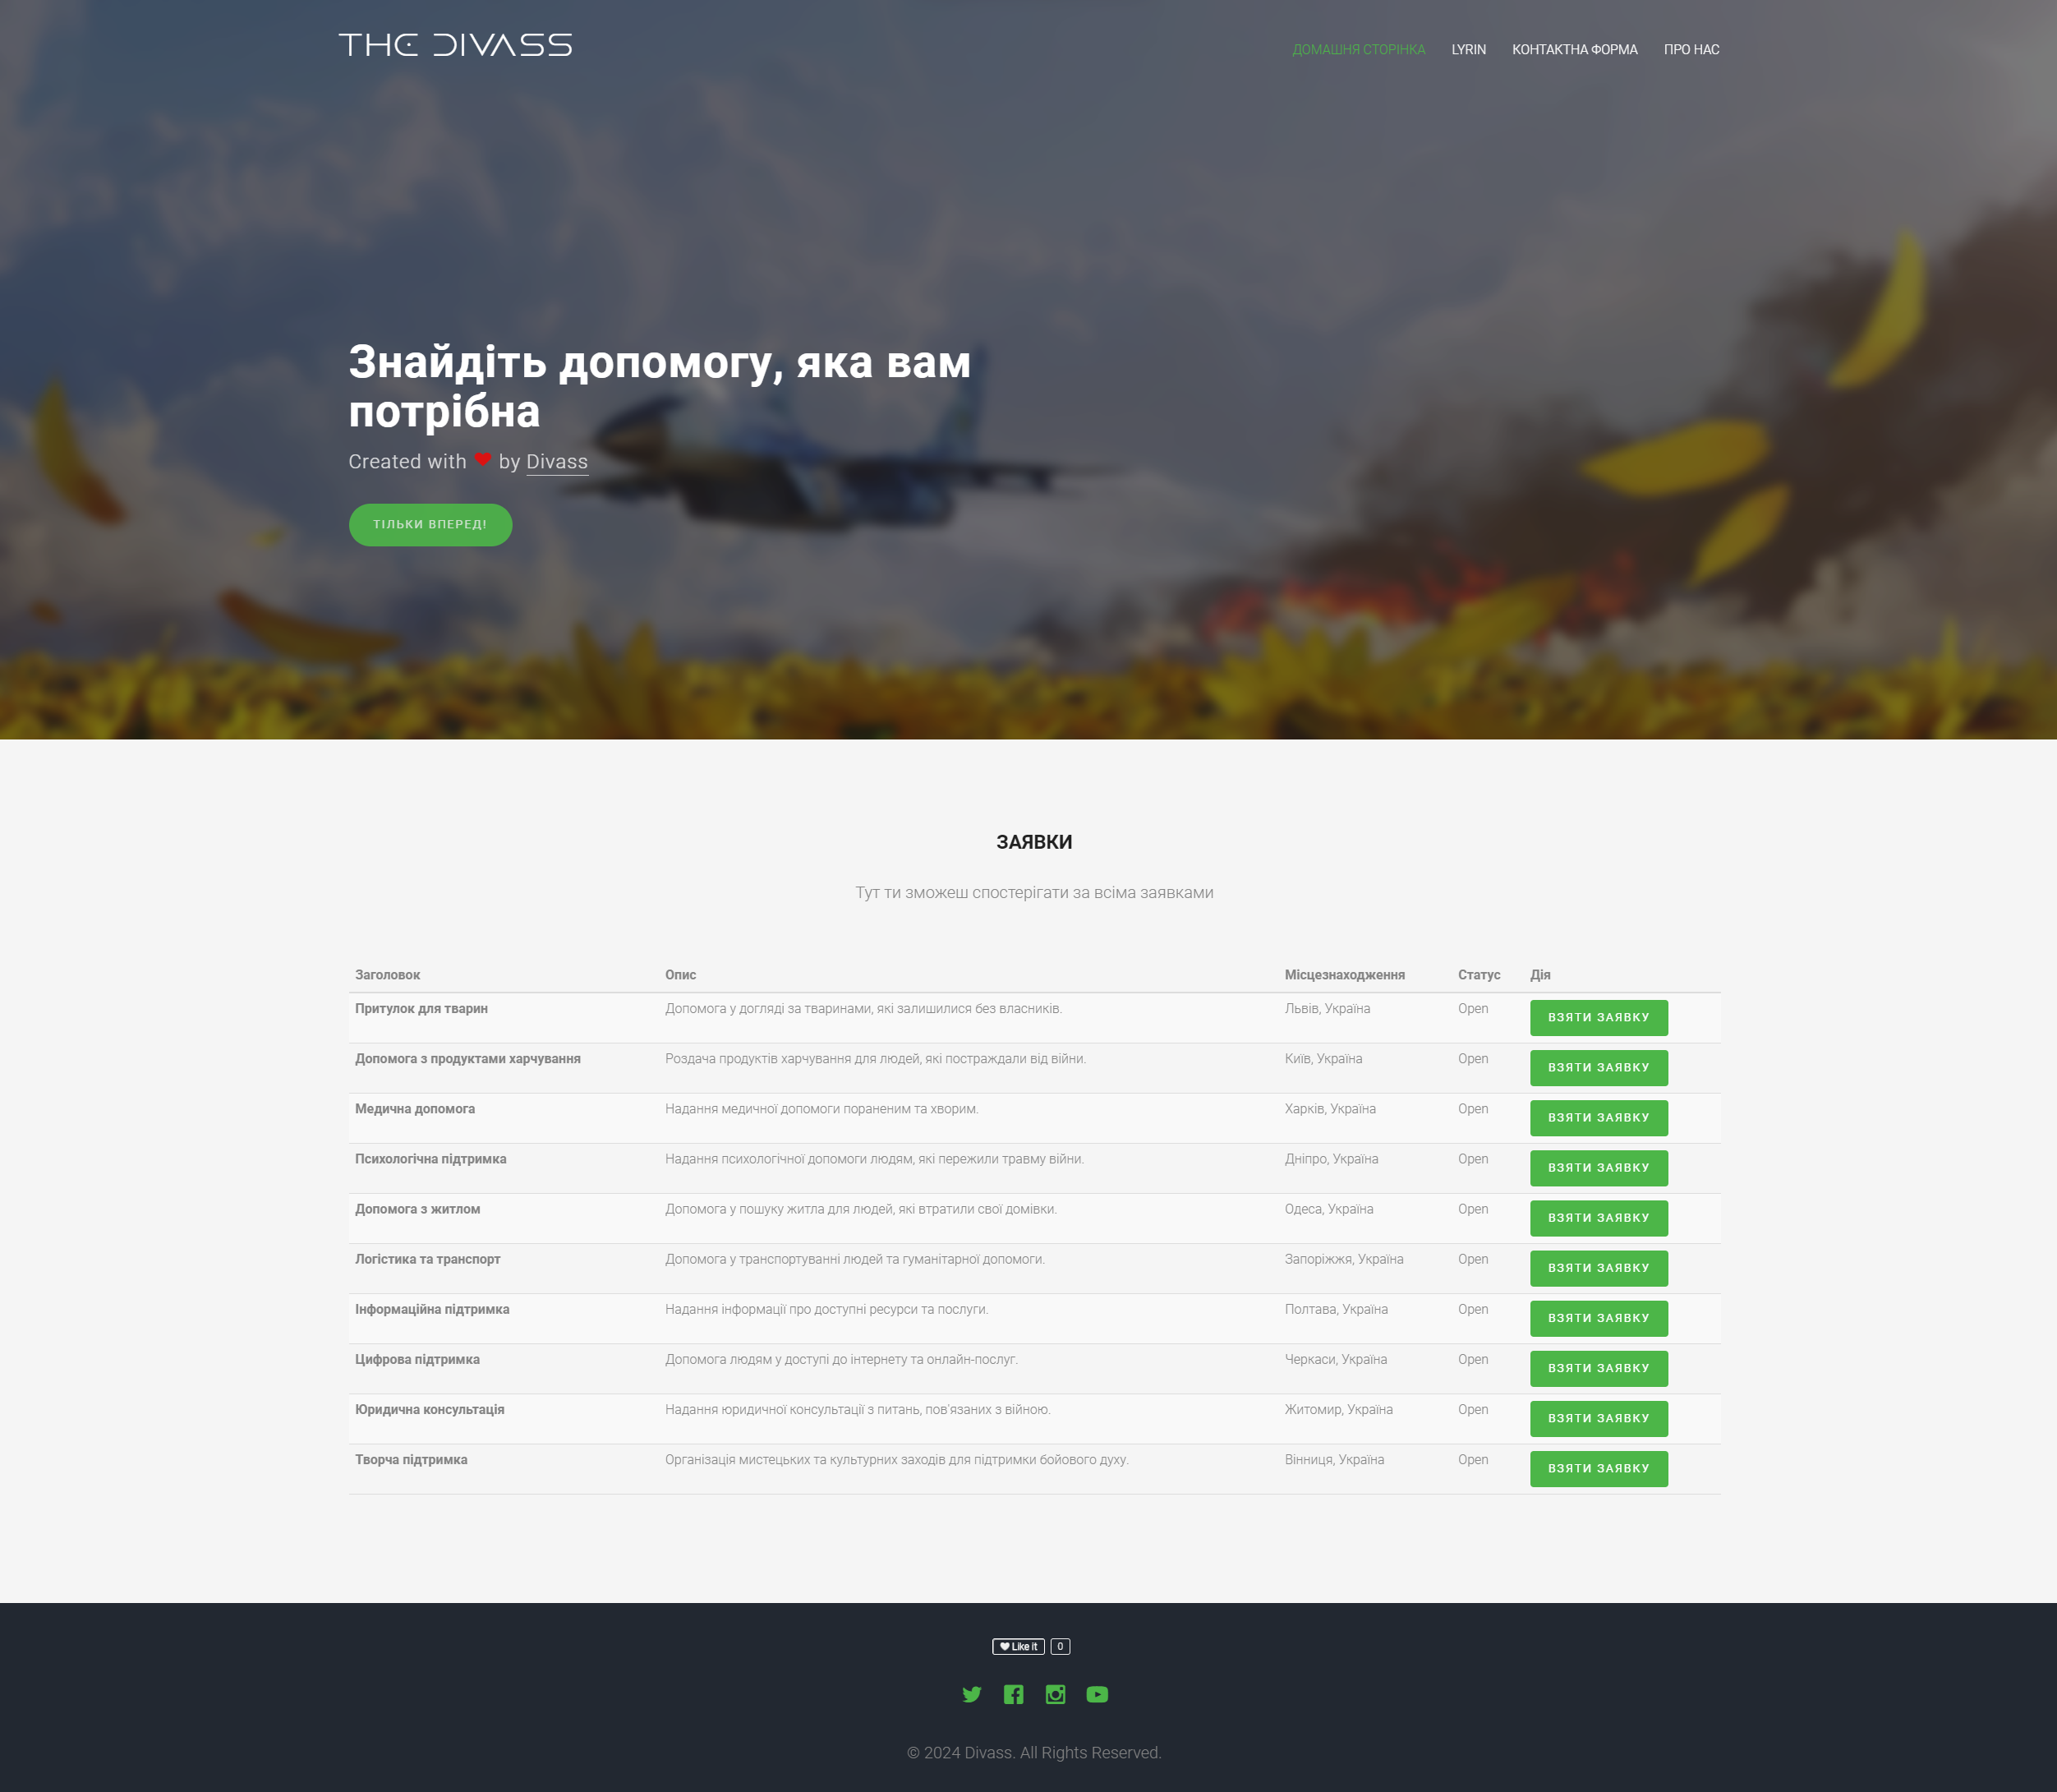 THE DIVASS
ДОМАШНЯ СТОРІНКА LYRIN КОНТАКТНА ФОРМА ПРО НАС
Знайдіть допомогу, яка вам
потрібна
Created with ❤ by Divass
ТІЛЬКИ ВПЕРЕД!
ЗАЯВКИ
Тут ти зможеш спостерігати за всіма заявками
Заголовок Опис Місцезнаходження Статус Дія
Притулок для тварин Допомога у догляді за тваринами, які залишилися без власників. Львів, Україна Open ВЗЯТИ ЗАЯВКУ
Допомога з продуктами харчування Роздача продуктів харчування для людей, які постраждали від війни. Київ, Україна Open ВЗЯТИ ЗАЯВКУ
Медична допомога Надання медичної допомоги пораненим та хворим. Харків, Україна Open ВЗЯТИ ЗАЯВКУ
Психологічна підтримка Надання психологічної допомоги людям, які пережили травму війни. Дніпро, Україна Open ВЗЯТИ ЗАЯВКУ
Допомога з житлом Допомога у пошуку житла для людей, які втратили свої домівки. Одеса, Україна Open ВЗЯТИ ЗАЯВКУ
Логістика та транспорт Допомога у транспортуванні людей та гуманітарної допомоги. Запоріжжя, Україна Open ВЗЯТИ ЗАЯВКУ
Інформаційна підтримка Надання інформації про доступні ресурси та послуги. Полтава, Україна Open ВЗЯТИ ЗАЯВКУ
Цифрова підтримка Допомога людям у доступі до інтернету та онлайн-послуг. Черкаси, Україна Open ВЗЯТИ ЗАЯВКУ
Юридична консультація Надання юридичної консультації з питань, пов'язаних з війною. Житомир, Україна Open ВЗЯТИ ЗАЯВКУ
Творча підтримка Організація мистецьких та культурних заходів для підтримки бойового духу. Вінниця, Україна Open ВЗЯТИ ЗАЯВКУ
Like it 0
© 2024 Divass. All Rights Reserved.